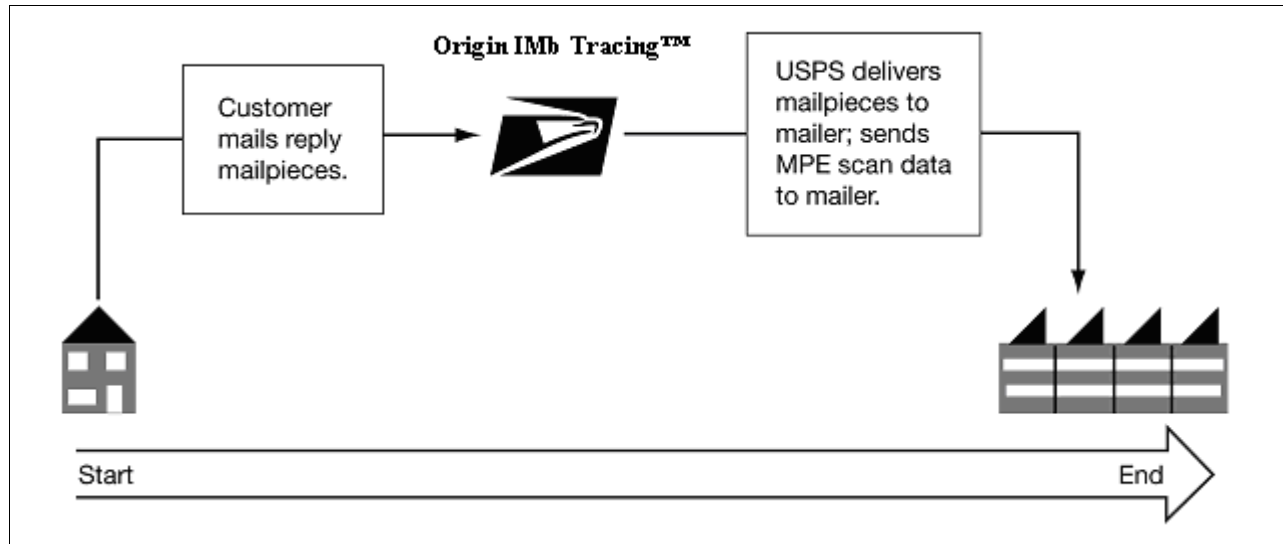 Origin IMb Tracing™
Customer
mails reply
mailpieces.
USPS delivers
mailpieces to
mailer; sends
MPE scan data
to mailer.
Start
End